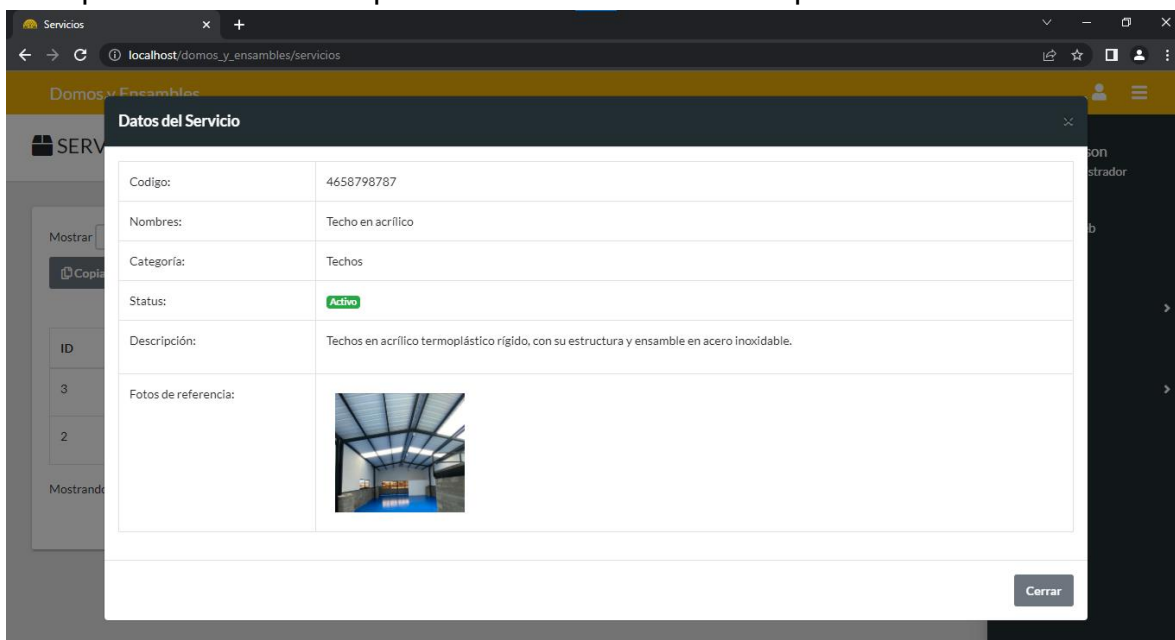 Servicios
localhost/domos_y_ensambles/servicios
Domos y Ensambles
Datos del Servicio
SERV
son
strador
Codigo: 4658798787
Nombres: Techo en acrílico
b
Mostrar
Categoría: Techos
Copia
Status: Activo
Descripción: Techos en acrílico termoplástico rígido, con su estructura y ensamble en acero inoxidable.
ID
3
Fotos de referencia:
2
Mostrando
Cerrar